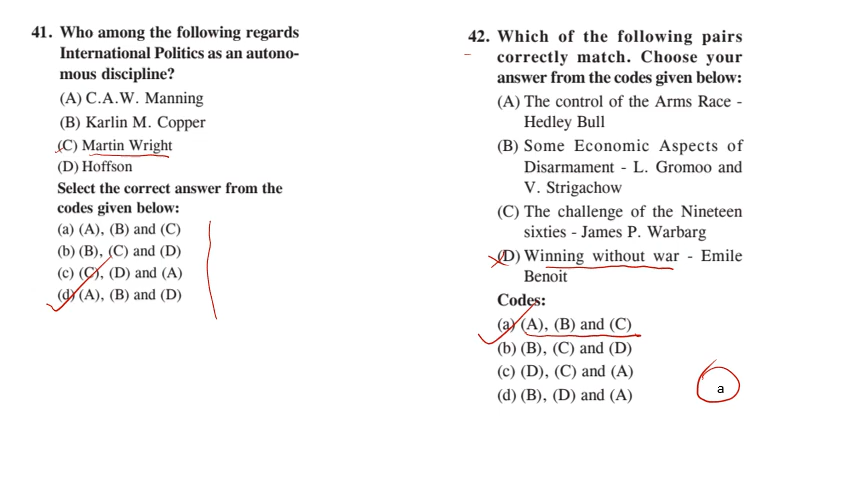 41. Who among the following regards
International Politics as an autono-
mous discipline?
(A) C.A.W. Manning
(B) Karlin M. Copper
(C) Martin Wright
(D) Hoffson
Select the correct answer from the
codes given below:
(a) (A), (B) and (C)
(b) (B), (C) and (D)
(c) (C), (D) and (A)
(d) (A), (B) and (D)
42. Which of the following pairs
correctly match. Choose your
answer from the codes given below:
(A) The control of the Arms Race -
Hedley Bull
(B) Some Economic Aspects of
Disarmament - L. Gromoo and
V. Strigachow
(C) The challenge of the Nineteen
sixties - James P. Warbarg
(D) Winning without war - Emile
Benoit
Codes:
(a) (A), (B) and (C)
(b) (B), (C) and (D)
(c) (D), (C) and (A)
(d) (B), (D) and (A)
a